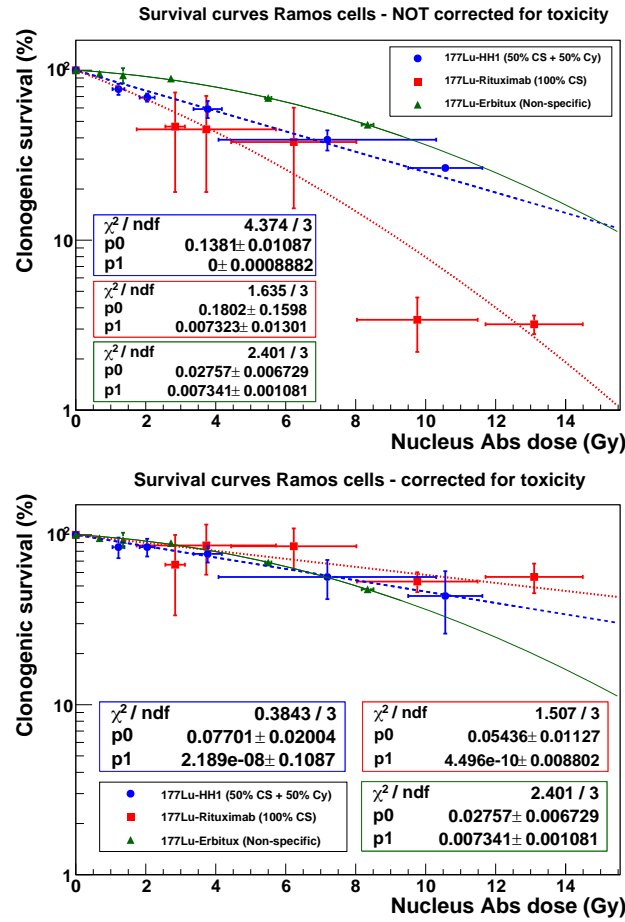 Survival curves Ramos cells - NOT corrected for toxicity
Clonogenic survival (%)
10²
10
1
177Lu-HH1 (50% CS + 50% Cy)
177Lu-Rituximab (100% CS)
177Lu-Erbitux (Non-specific)
χ² / ndf 4.374 / 3
p0 0.1381± 0.01087
p1 0± 0.0008882
χ² / ndf 1.635 / 3
p0 0.1802± 0.1598
p1 0.007323± 0.01301
χ² / ndf 2.401 / 3
p0 0.02757± 0.006729
p1 0.007341± 0.001081
0 2 4 6 8 10 12 14
Nucleus Abs dose (Gy)
Survival curves Ramos cells - corrected for toxicity
Clonogenic survival (%)
10²
10
1
χ² / ndf 0.3843 / 3
p0 0.07701± 0.02004
p1 2.189e-08± 0.1087
χ² / ndf 1.507 / 3
p0 0.05436± 0.01127
p1 4.496e-10± 0.008802
177Lu-HH1 (50% CS + 50% Cy)
177Lu-Rituximab (100% CS)
177Lu-Erbitux (Non-specific)
χ² / ndf 2.401 / 3
p0 0.02757± 0.006729
p1 0.007341± 0.001081
0 2 4 6 8 10 12 14
Nucleus Abs dose (Gy)